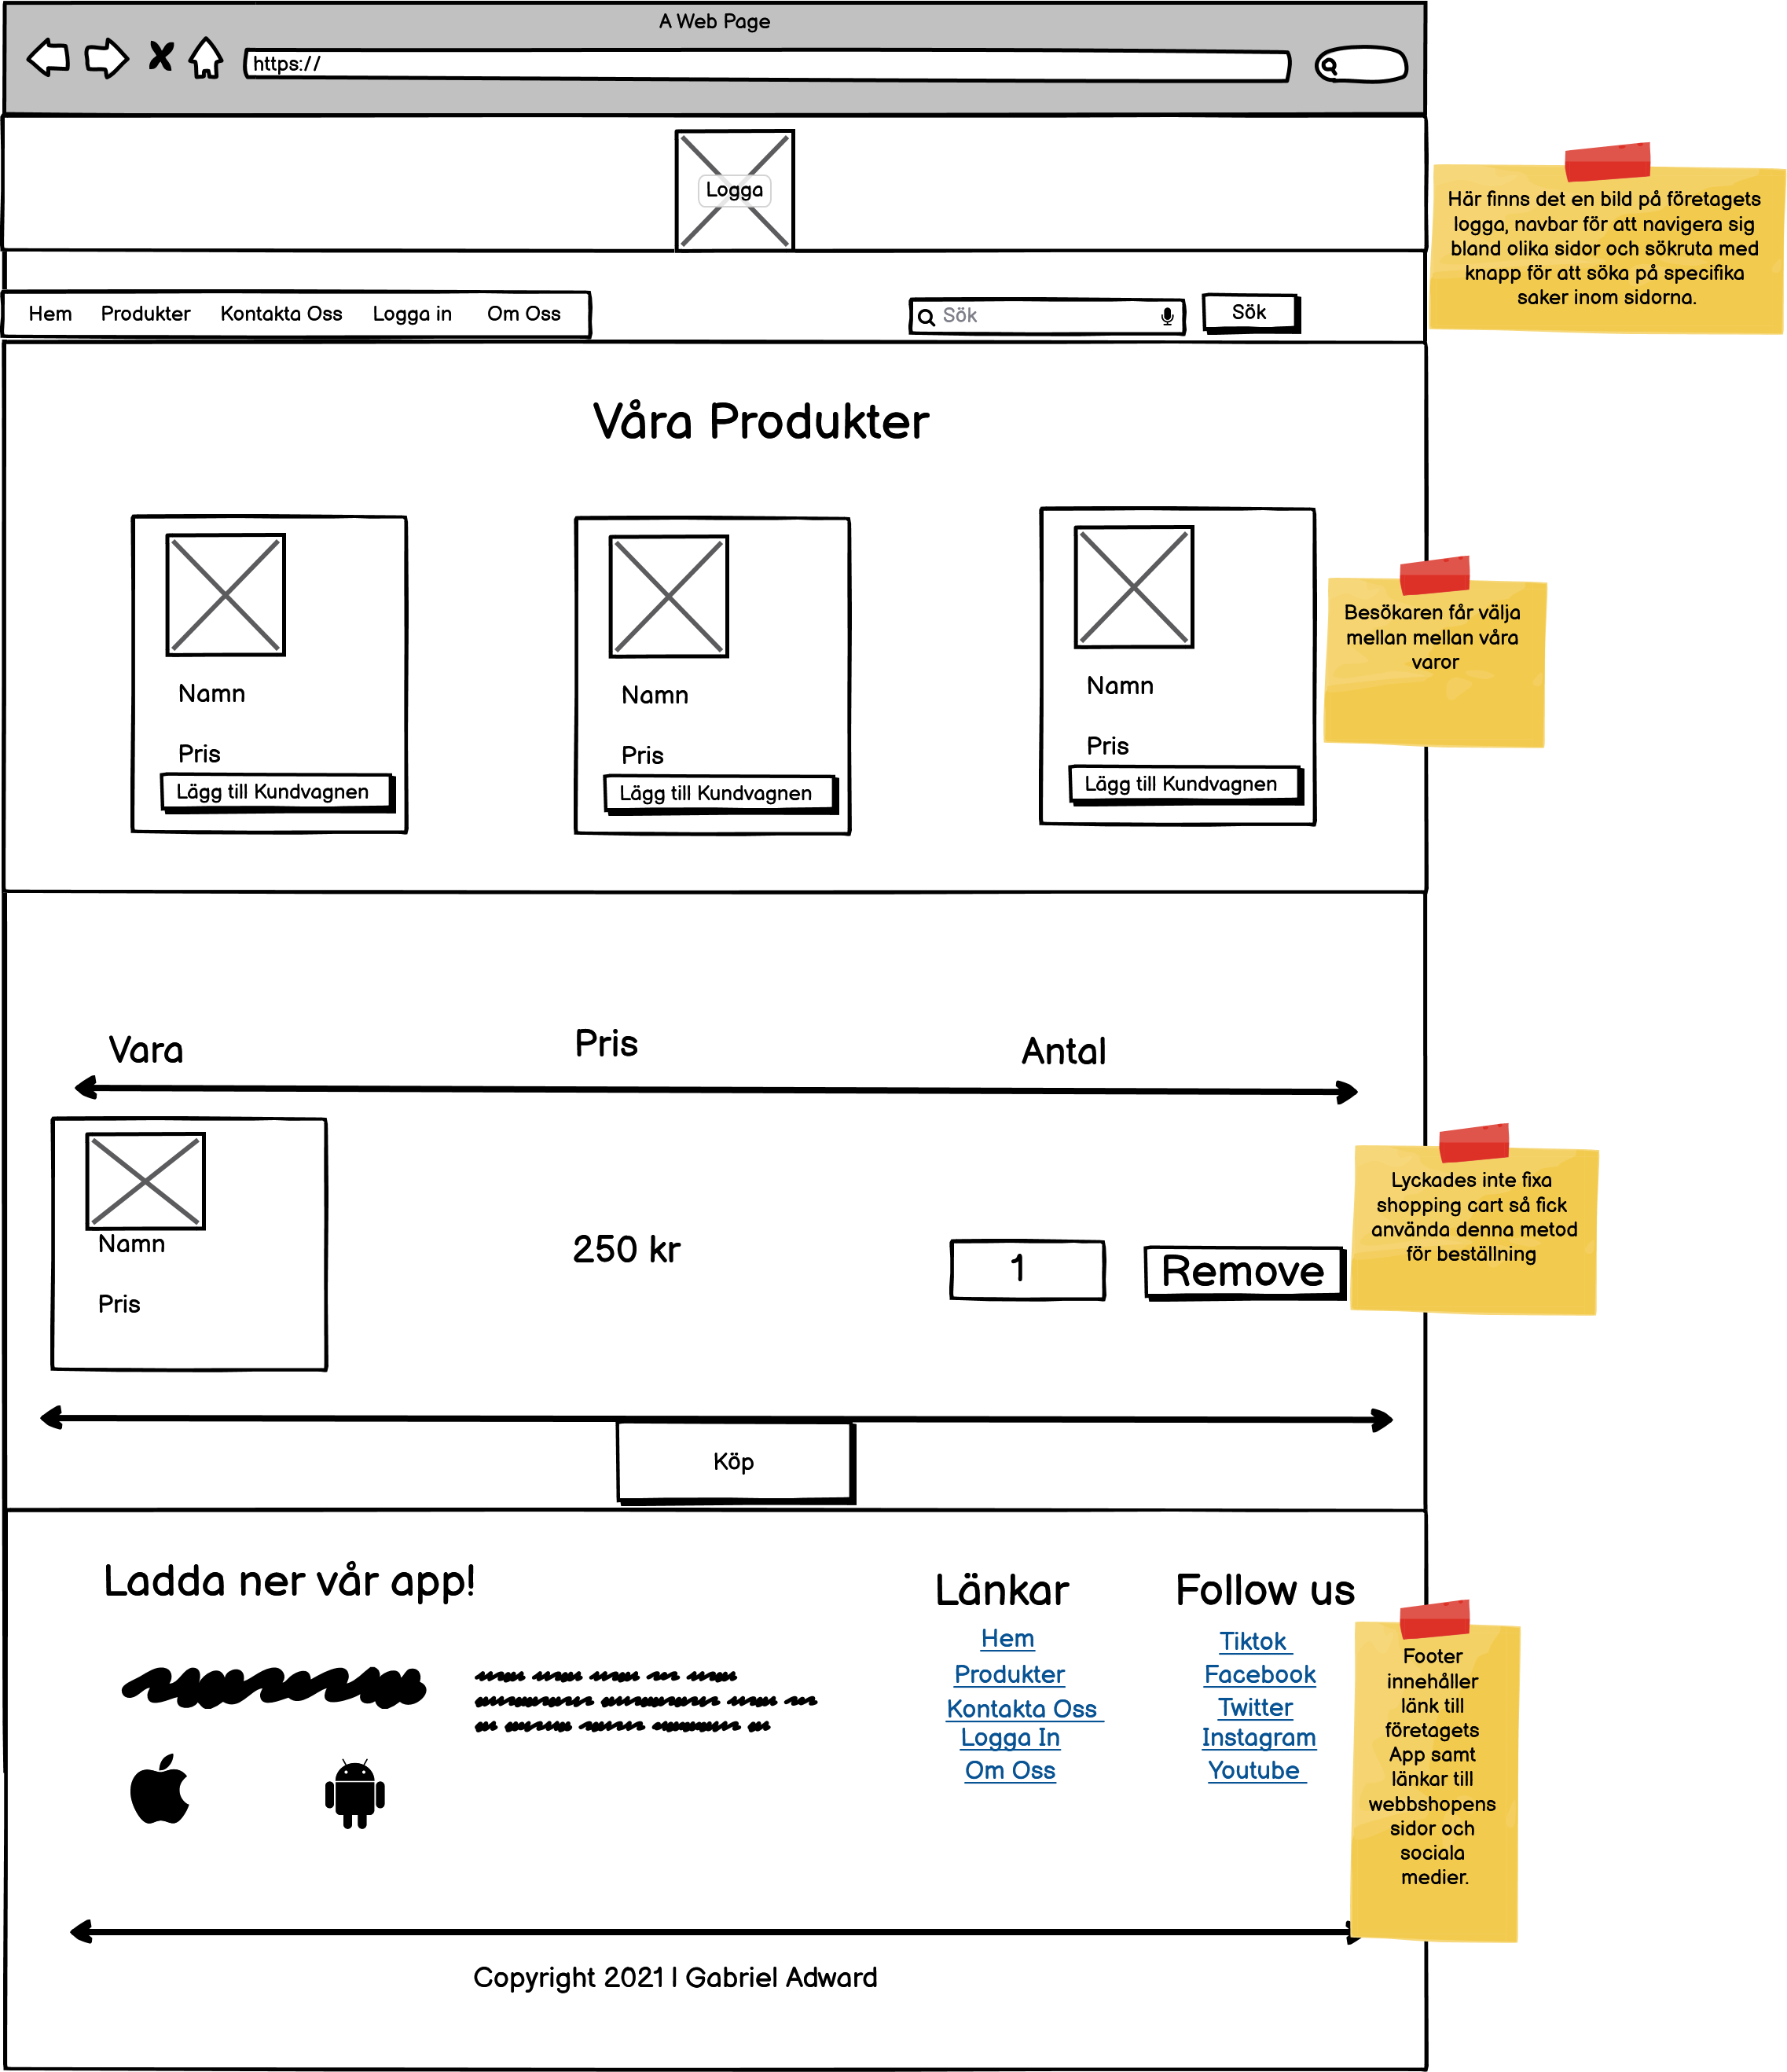 A Web Page
https://
Logga
Här finns det en bild på företagets
logga, navbar för att navigera sig
bland olika sidor och sökruta med
knapp för att söka på specifika
saker inom sidorna.
Hem Produkter Kontakta Oss Logga in Om Oss
Sök
Sök
Våra Produkter
Namn
Pris
Lägg till Kundvagnen
Namn
Pris
Lägg till Kundvagnen
Namn
Pris
Lägg till Kundvagnen
Besökaren får välja
mellan mellan våra
varor
Vara
Pris
Antal
Namn
Pris
250 kr
1
Remove
Lyckades inte fixa
shopping cart så fick
använda denna metod
för beställning
Köp
Ladda ner vår app!
Länkar
Hem
Produkter
Kontakta Oss
Logga In
Om Oss
Follow us
Tiktok
Facebook
Twitter
Instagram
Youtube
Footer
innehåller
länk till
företagets
App samt
länkar till
webbshopens
sidor och
sociala
medier.
Copyright 2021 | Gabriel Adward